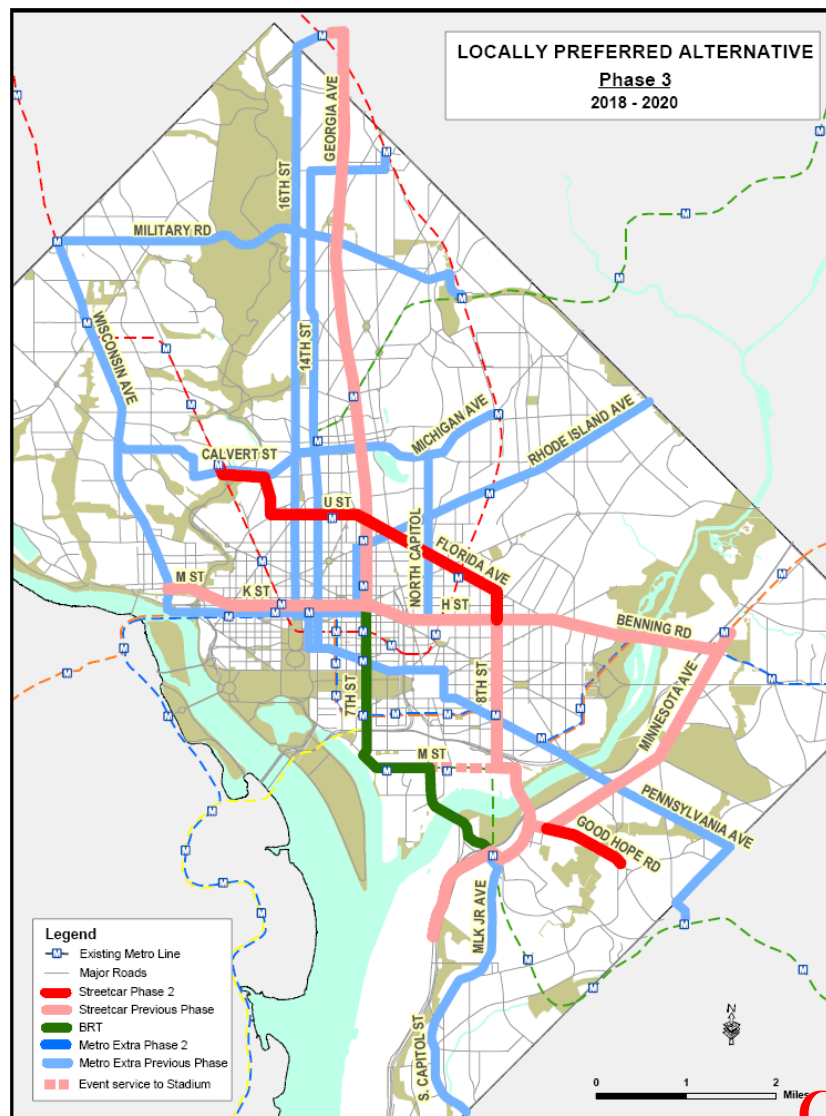 LOCALLY PREFERRED ALTERNATIVE
Phase 3
2018 - 2020
GEORGIA AVE
16TH ST
MILITARY RD
14TH ST
WISCONSIN AVE
MICHIGAN AVE
RHODE ISLAND AVE
CALVERT ST
U ST
FLORIDA AVE
NORTH CAPITOL
M ST
K ST
H ST
BENNING RD
7TH ST
8TH ST
MINNESOTA AVE
M ST
PENNSYLVANIA AVE
GOOD HOPE RD
MLK JR AVE
S. CAPITOL ST
Legend
M Existing Metro Line
Major Roads
Streetcar Phase 2
Streetcar Previous Phase
BRT
Metro Extra Phase 2
Metro Extra Previous Phase
Event service to Stadium
N
0 1 2
Miles